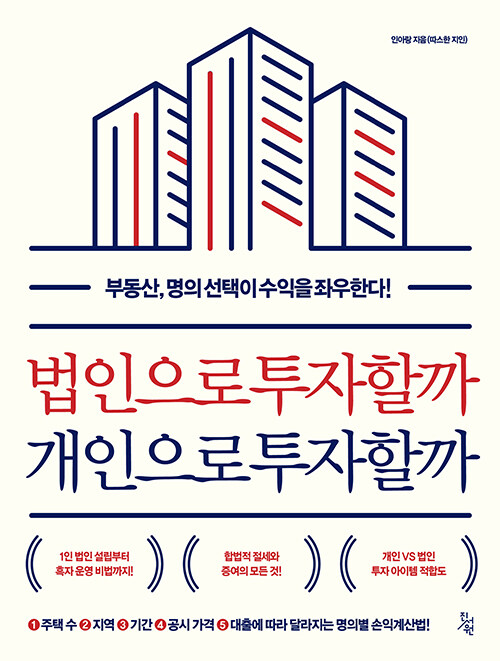 인아랑 지음(따스한 지인)
부동산, 명의 선택이 수익을 좌우한다!
법인으로투자할까
개인으로투자할까
1인 법인 설립부터
흑자 운영 비법까지!
합법적 절세와
증여의 모든 것!
개인 VS 법인
투자 아이템 적합도
1 주택 수 2 지역 3 기간 4 공시 가격 5 대출에 따라 달라지는 명의별 손익계산법!
진서원